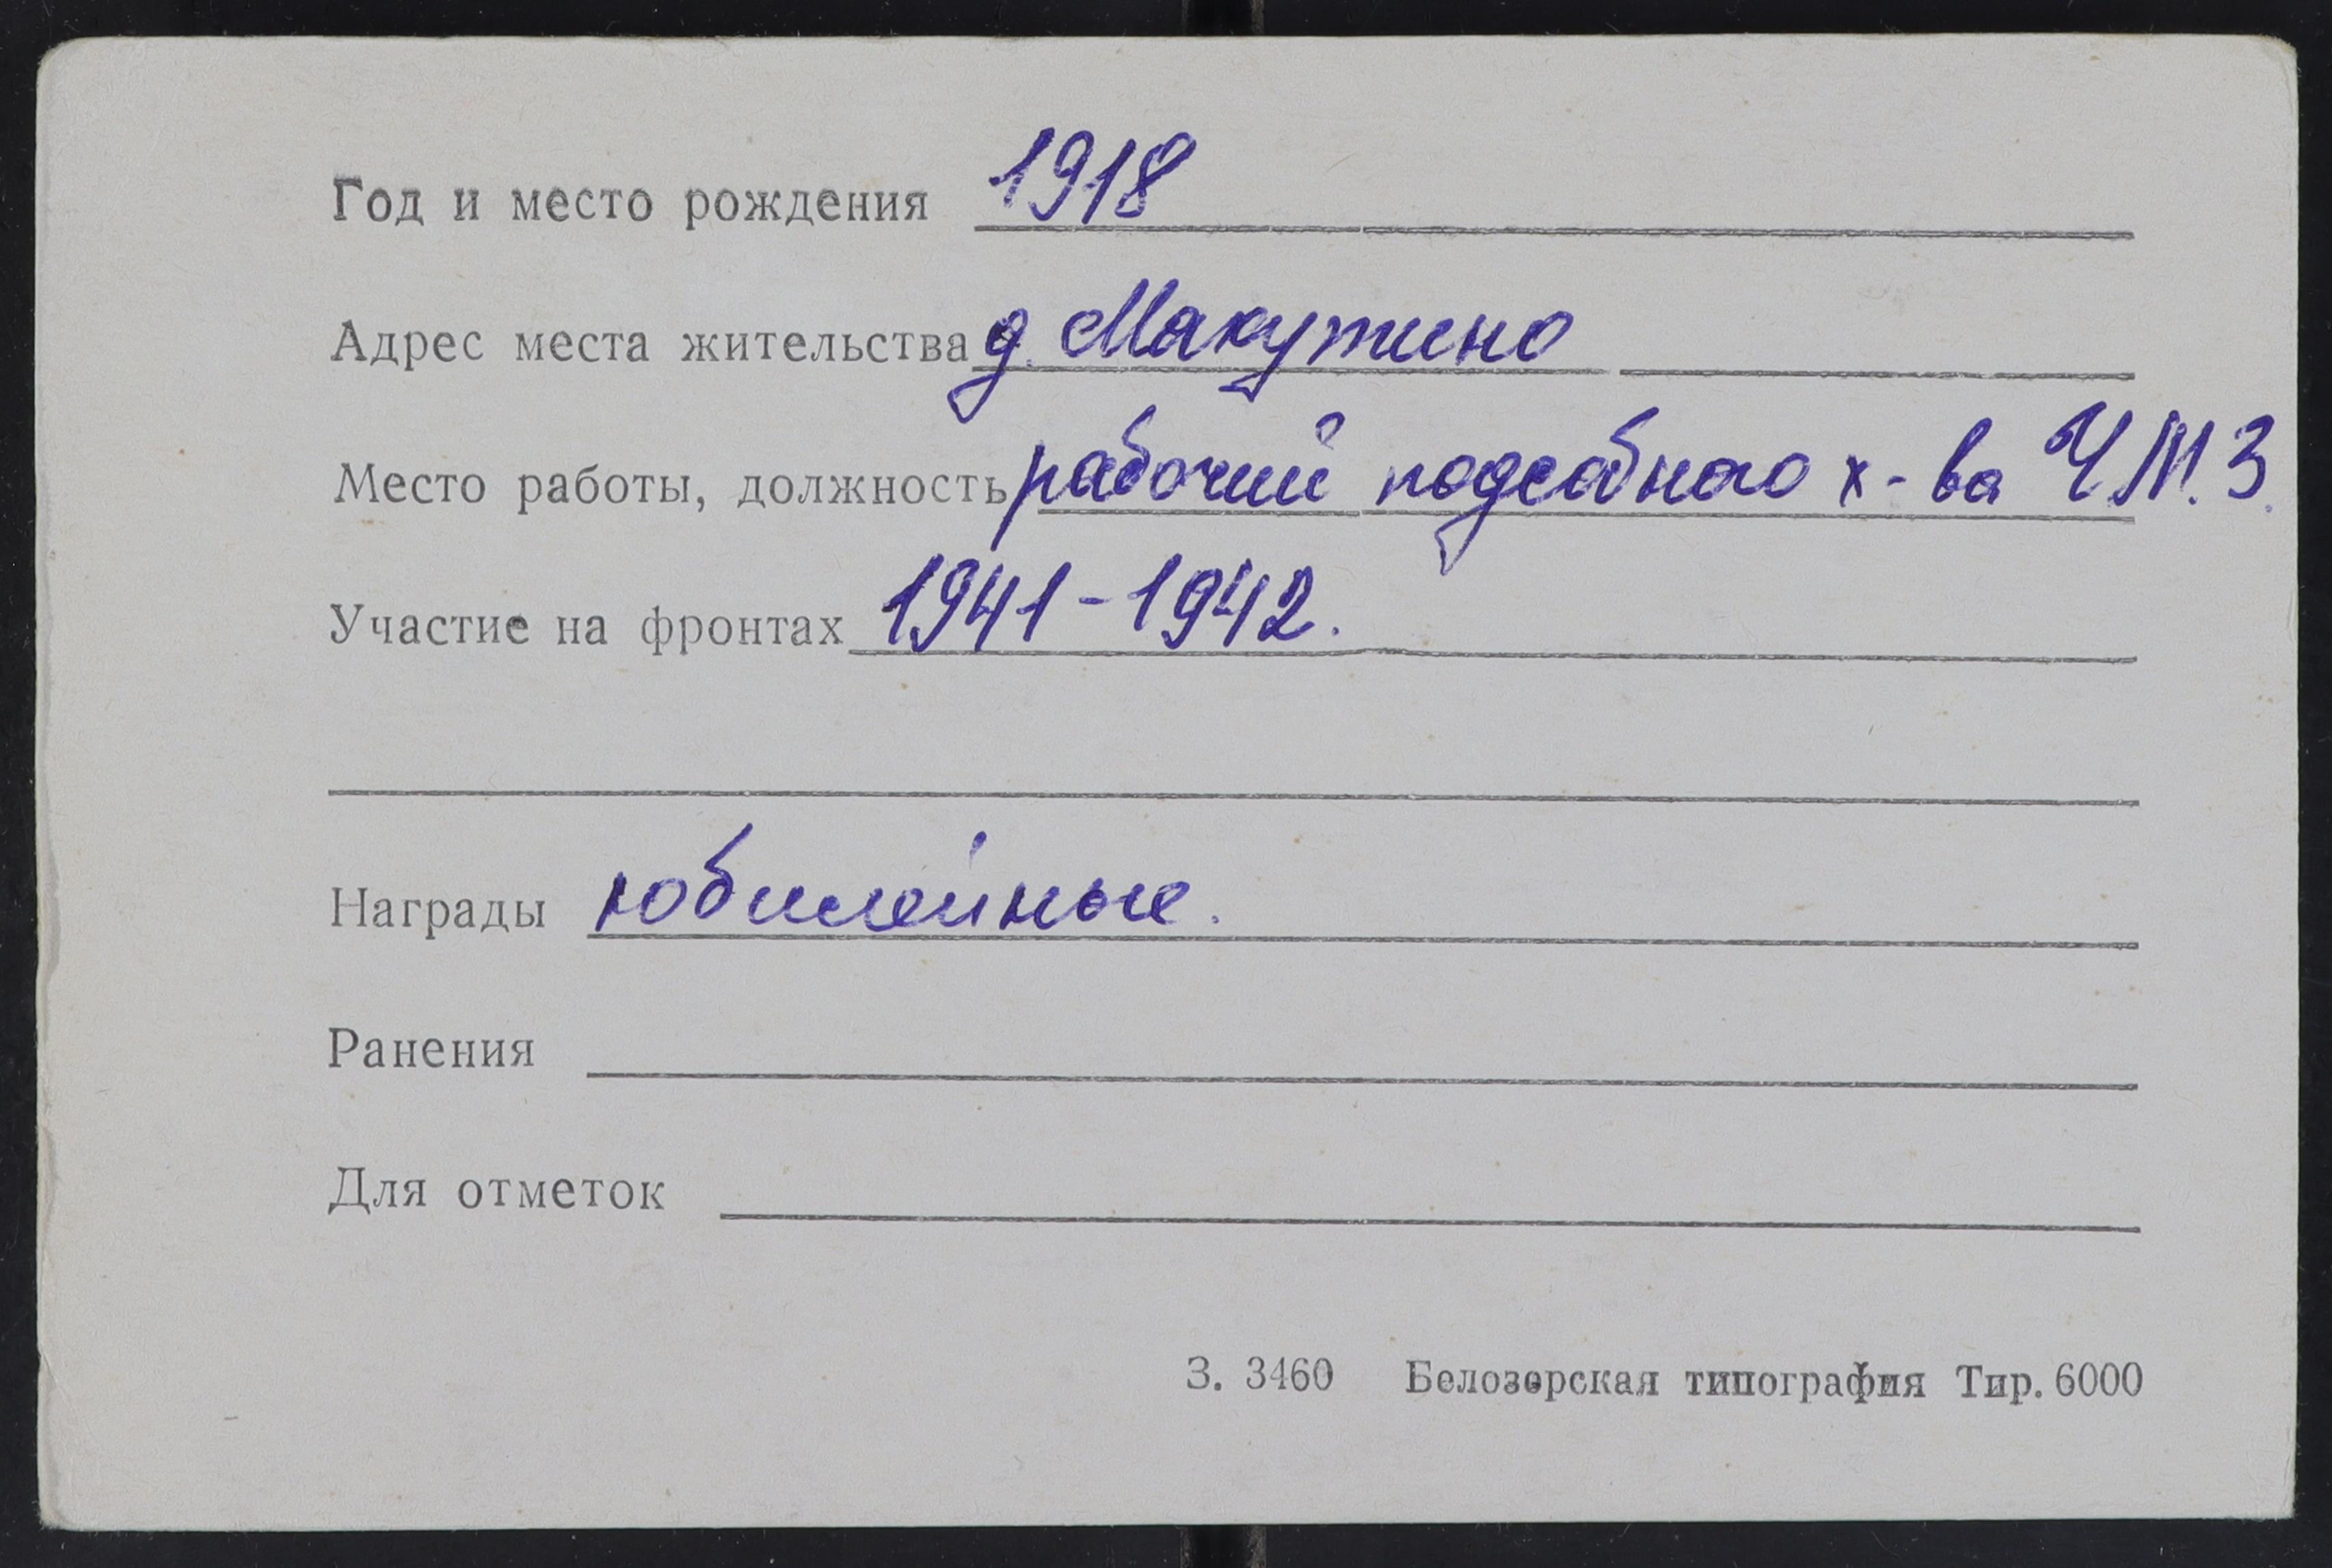 Год и место рождения 1918
Адрес места жительства д. Макутино
Место работы, должность рабочий подсобного х-ва ЧМЗ.
Участие на фронтах 1941-1942.
Награды юбилейные.
Ранения
Для отметок
З. 3460 Белозерская типография Тир. 6000